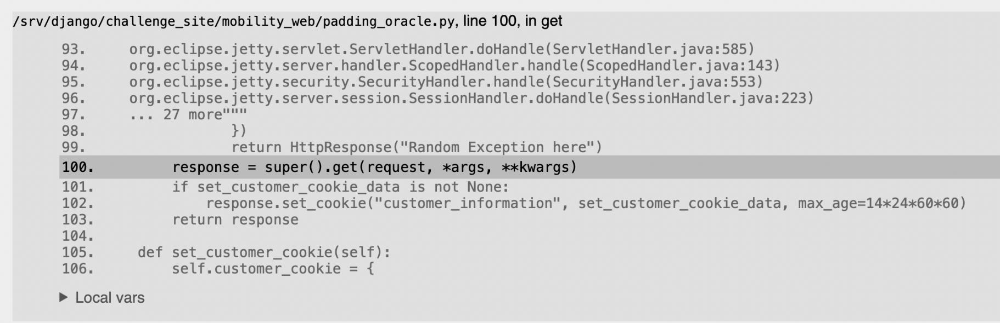 /srv/django/challenge_site/mobility_web/padding_oracle.py, line 100, in get
93.     org.eclipse.jetty.servlet.ServletHandler.doHandle(ServletHandler.java:585)
94.     org.eclipse.jetty.server.handler.ScopedHandler.handle(ScopedHandler.java:143)
95.     org.eclipse.jetty.security.SecurityHandler.handle(SecurityHandler.java:553)
96.     org.eclipse.jetty.server.session.SessionHandler.doHandle(SessionHandler.java:223)
97.     ... 27 more"""
98.                 })
99.                 return HttpResponse("Random Exception here")
100.         response = super().get(request, *args, **kwargs)
101.         if set_customer_cookie_data is not None:
102.             response.set_cookie("customer_information", set_customer_cookie_data, max_age=14*24*60*60)
103.         return response
104.
105.     def set_customer_cookie(self):
106.         self.customer_cookie = {
▶ Local vars